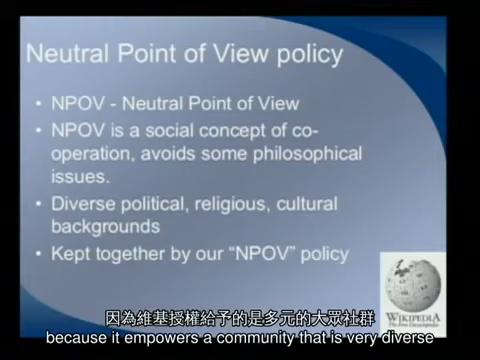 Neutral Point of View policy
• NPOV - Neutral Point of View
• NPOV is a social concept of co-
operation, avoids some philosophical
issues.
• Diverse political, religious, cultural
backgrounds
• Kept together by our “NPOV” policy
WIKIPEDIA
The Free Encyclopedia
因為維基授權給予的是多元的大眾社群
because it empowers a community that is very diverse